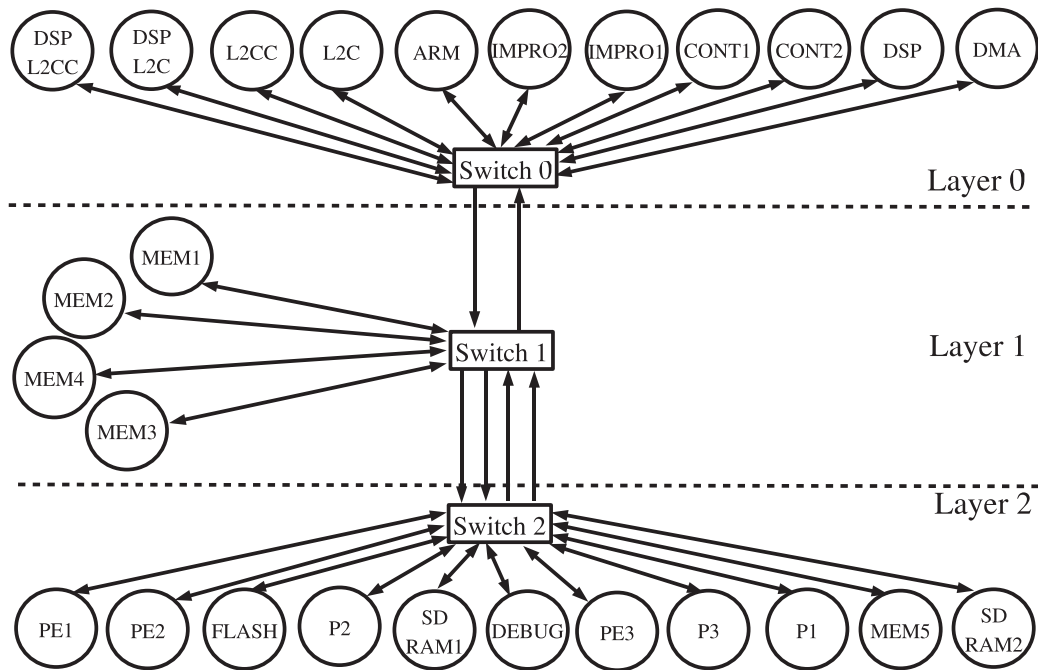 DSP
L2CC
DSP
L2C
L2CC
L2C
ARM
IMPRO2
IMPRO1
CONT1
CONT2
DSP
DMA
Switch 0
Layer 0
MEM1
MEM2
MEM4
MEM3
Switch 1
Layer 1
Layer 2
Switch 2
PE1
PE2
FLASH
P2
SD
RAM1
DEBUG
PE3
P3
P1
MEM5
SD
RAM2